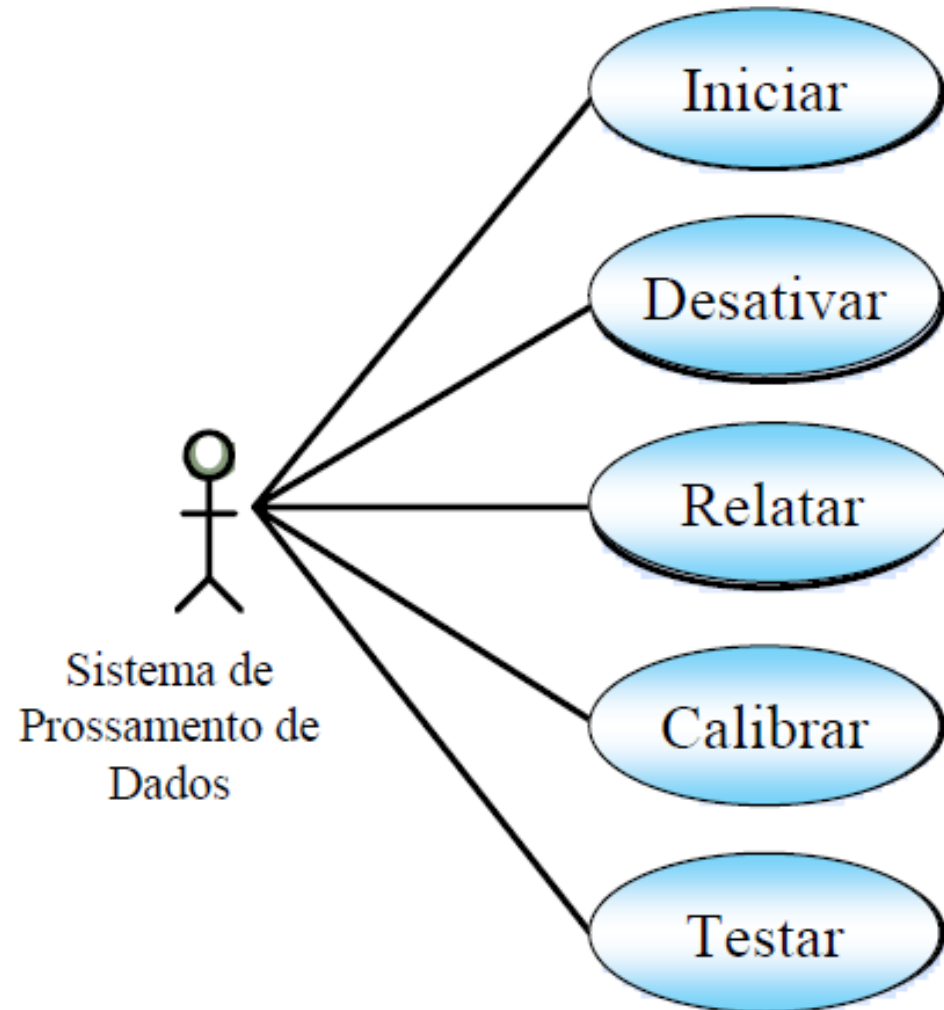 Iniciar
Desativar
Relatar
Calibrar
Testar
Sistema de
Prossamento de
Dados